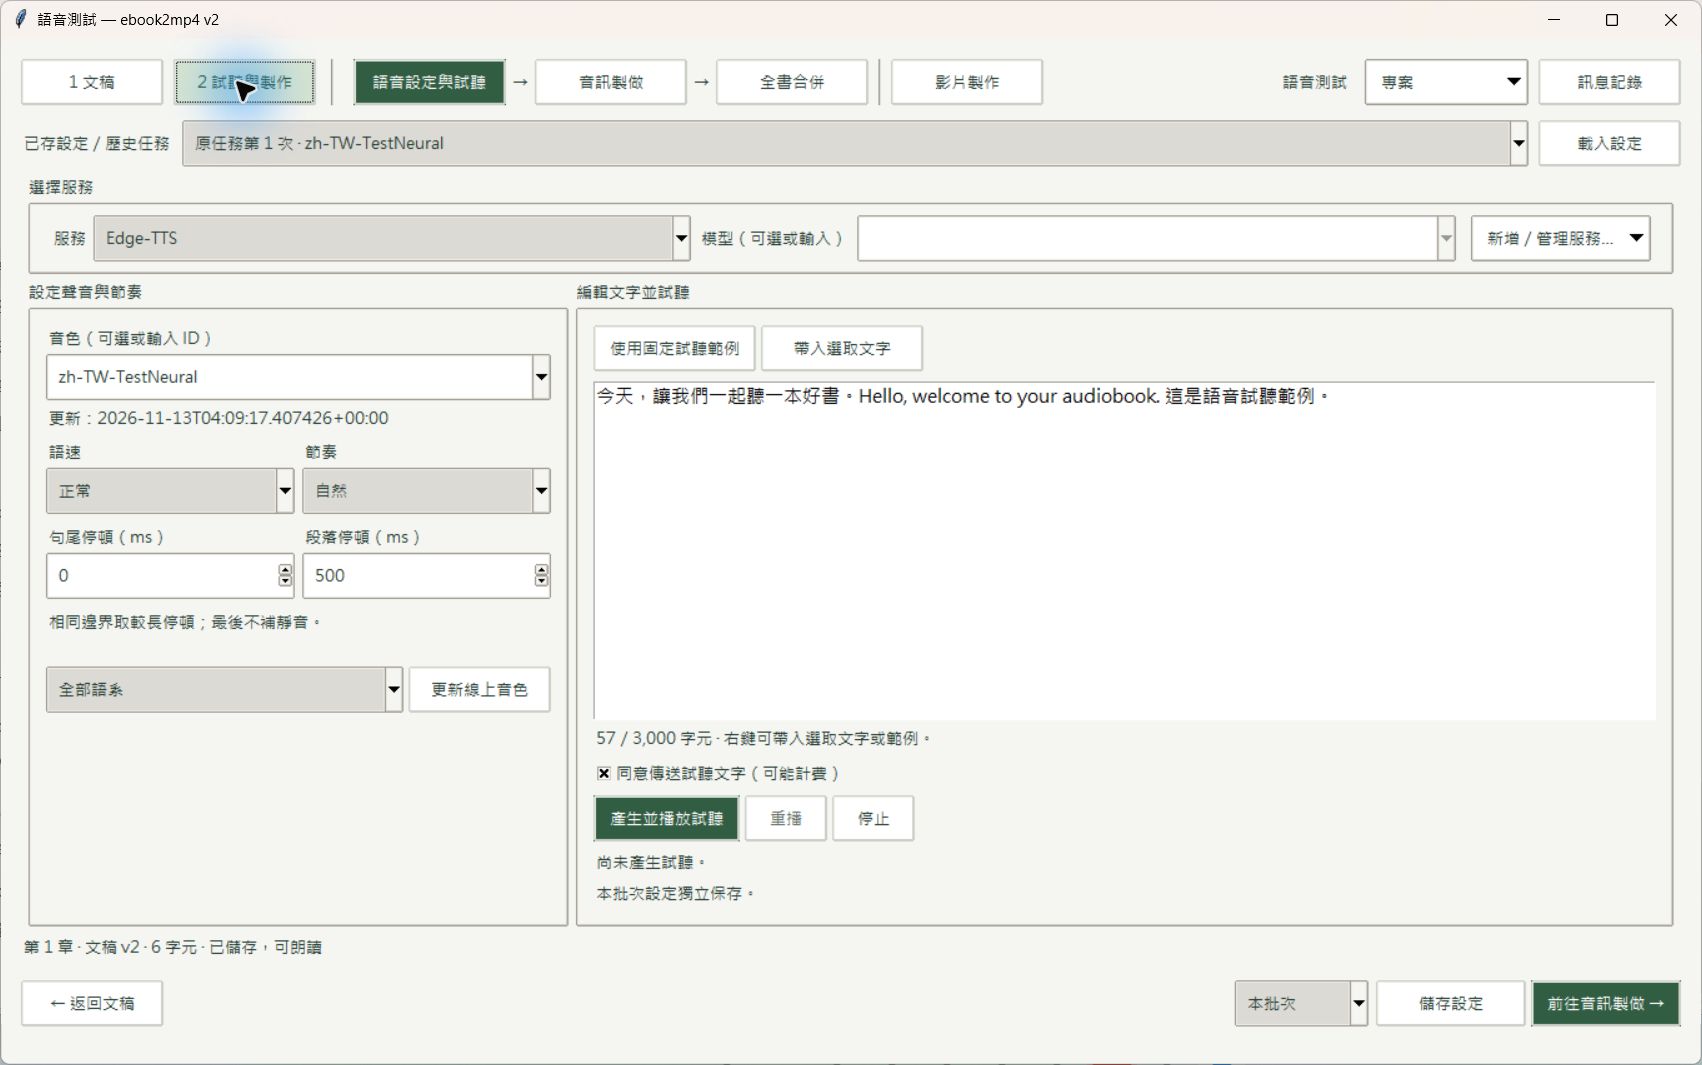 語音測試 — ebook2mp4 v2
1 文稿 2 試聽與製作 語音設定與試聽 → 音訊製做 → 全書合併 影片製作 語音測試 專案 訊息記錄
已存設定 / 歷史任務 原任務第 1 次 · zh-TW-TestNeural 載入設定
選擇服務
服務 Edge-TTS 模型（可選或輸入） 新增 / 管理服務...
設定聲音與節奏
音色（可選或輸入 ID）
zh-TW-TestNeural
更新：2026-11-13T04:09:17.407426+00:00
語速 節奏
正常 自然
句尾停頓（ms） 段落停頓（ms）
0 500
相同邊界取較長停頓；最後不補靜音。
全部語系 更新線上音色
編輯文字並試聽
使用固定試聽範例 帶入選取文字
今天，讓我們一起聽一本好書。Hello, welcome to your audiobook. 這是語音試聽範例。
57 / 3,000 字元 · 右鍵可帶入選取文字或範例。
同意傳送試聽文字（可能計費）
產生並播放試聽 重播 停止
尚未產生試聽。
本批次設定獨立保存。
第 1 章 · 文稿 v2 · 6 字元 · 已儲存，可朗讀
← 返回文稿 本批次 儲存設定 前往音訊製做 →